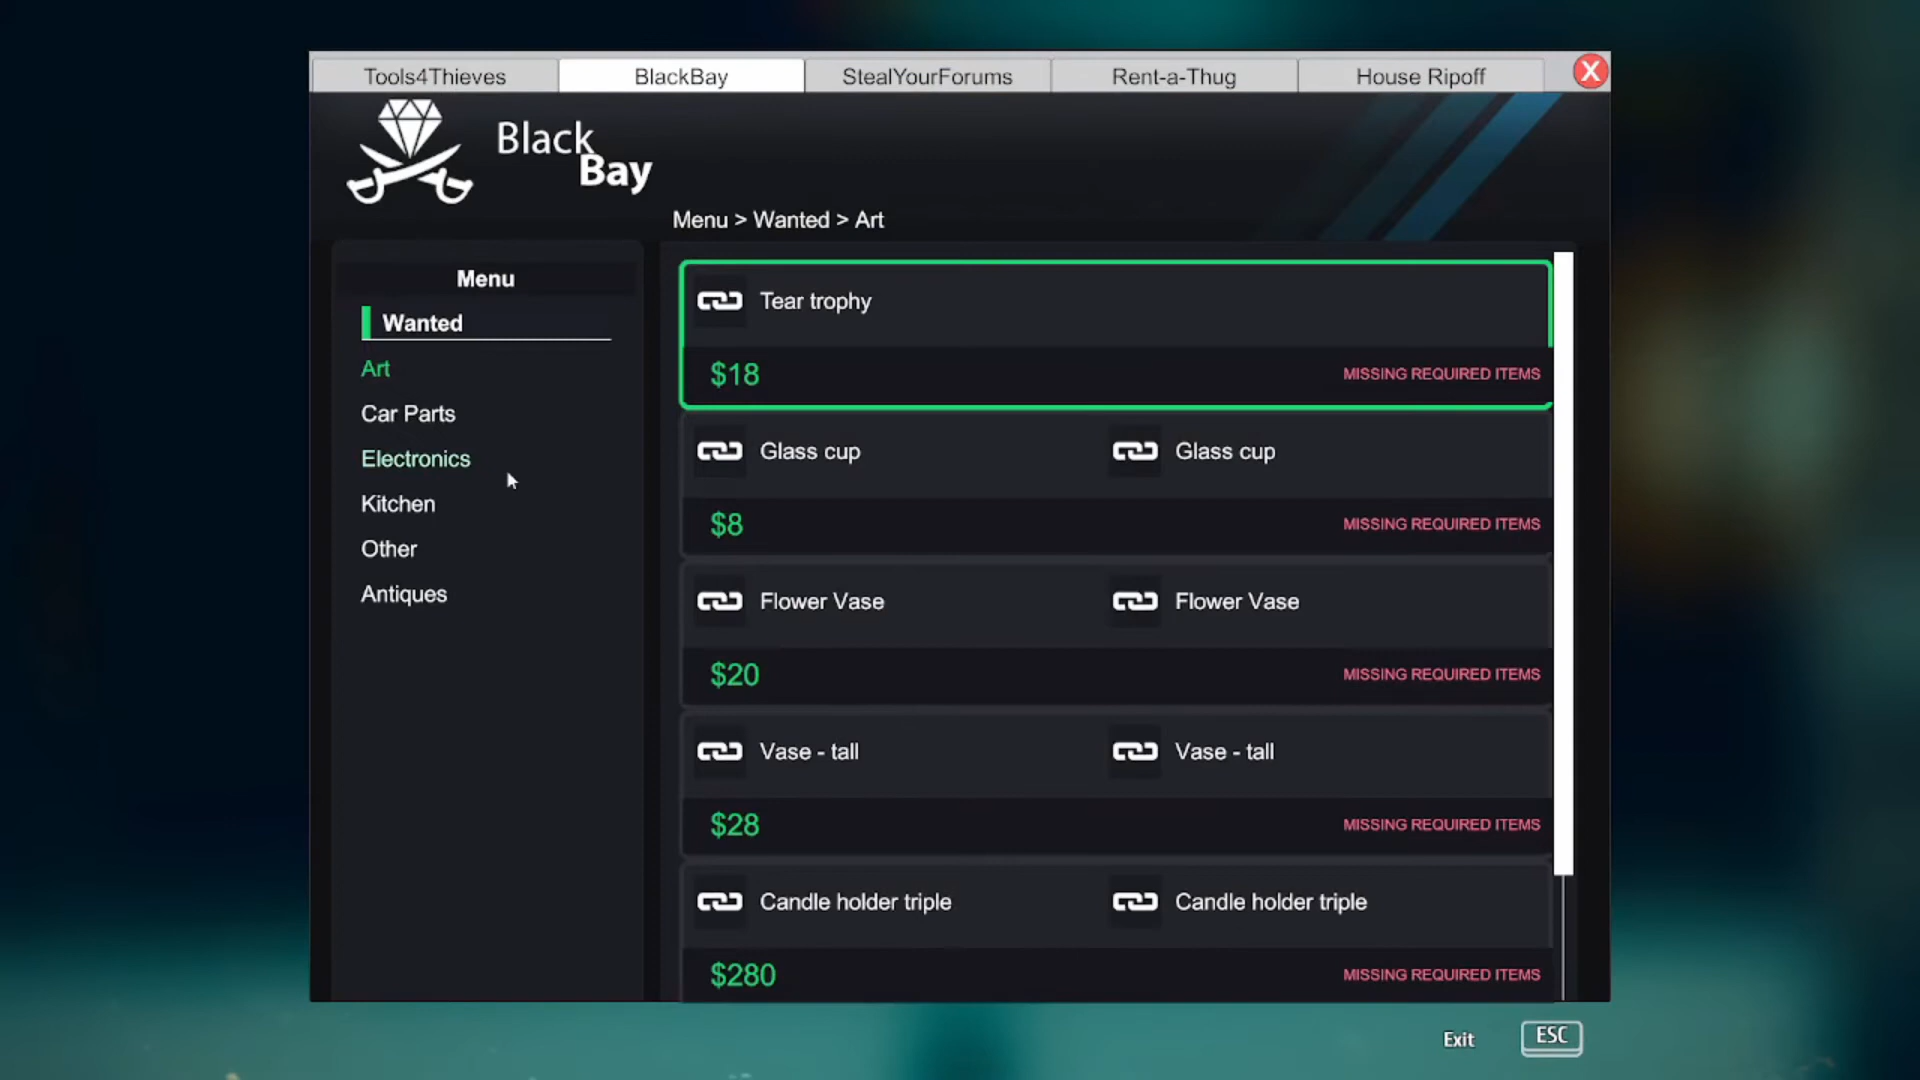 Tools4Thieves BlackBay StealYourForums Rent-a-Thug House Ripoff X
Black
Bay
Menu > Wanted > Art
Menu
Wanted
Art
Car Parts
Electronics
Kitchen
Other
Antiques
Tear trophy
$18 MISSING REQUIRED ITEMS
Glass cup Glass cup
$8 MISSING REQUIRED ITEMS
Flower Vase Flower Vase
$20 MISSING REQUIRED ITEMS
Vase - tall Vase - tall
$28 MISSING REQUIRED ITEMS
Candle holder triple Candle holder triple
$280 MISSING REQUIRED ITEMS
Exit ESC